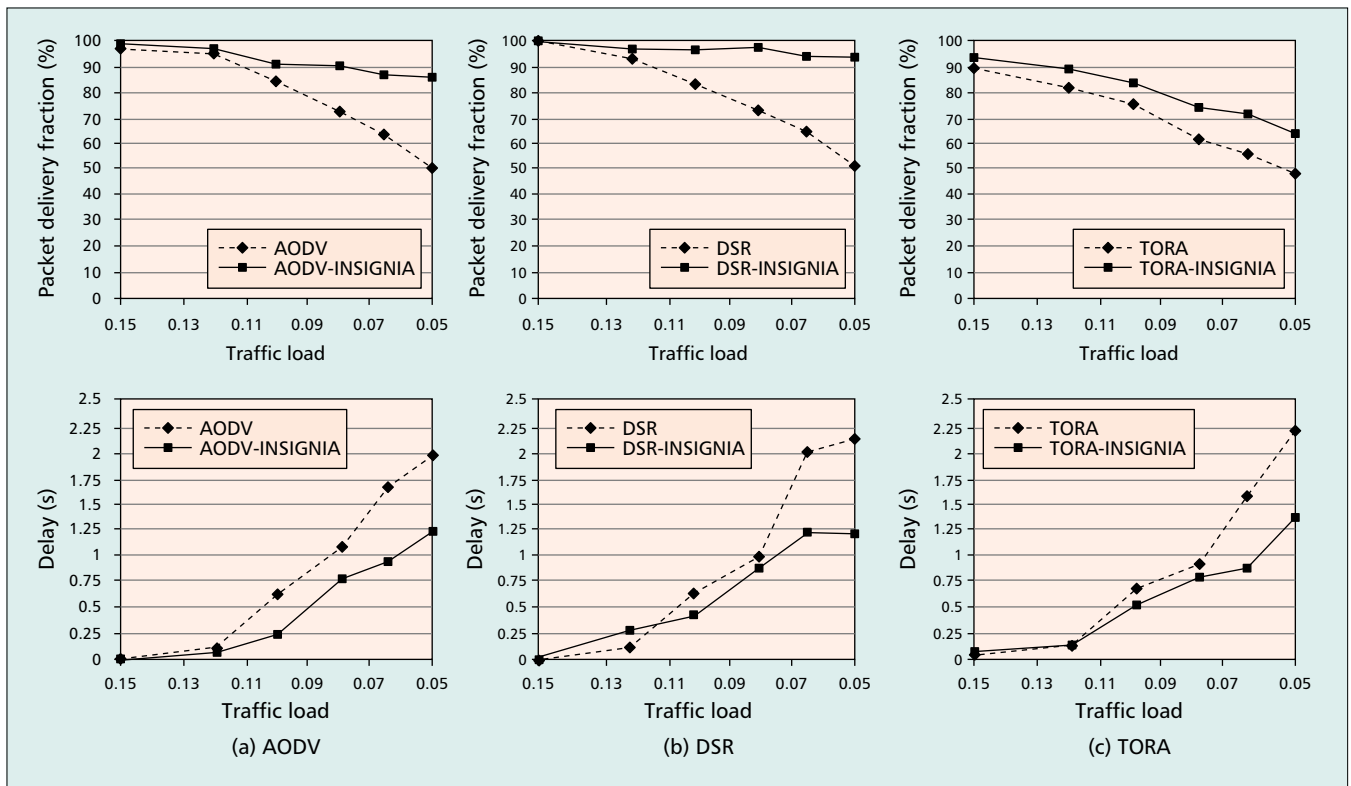 Packet delivery fraction (%)
100
90
80
70
60
50
40
30
20
10
0
AODV
AODV-INSIGNIA
0.15 0.13 0.11 0.09 0.07 0.05
Traffic load
Packet delivery fraction (%)
100
90
80
70
60
50
40
30
20
10
0
DSR
DSR-INSIGNIA
0.15 0.13 0.11 0.09 0.07 0.05
Traffic load
Packet delivery fraction (%)
100
90
80
70
60
50
40
30
20
10
0
TORA
TORA-INSIGNIA
0.15 0.13 0.11 0.09 0.07 0.05
Traffic load
Delay (s)
2.5
2.25
2
1.75
1.5
1.25
1
0.75
0.5
0.25
0
AODV
AODV-INSIGNIA
0.15 0.13 0.11 0.09 0.07 0.05
Traffic load
(a) AODV
Delay (s)
2.5
2.25
2
1.75
1.5
1.25
1
0.75
0.5
0.25
0
DSR
DSR-INSIGNIA
0.15 0.13 0.11 0.09 0.07 0.05
Traffic load
(b) DSR
Delay (s)
2.5
2.25
2
1.75
1.5
1.25
1
0.75
0.5
0.25
0
TORA
TORA-INSIGNIA
0.15 0.13 0.11 0.09 0.07 0.05
Traffic load
(c) TORA